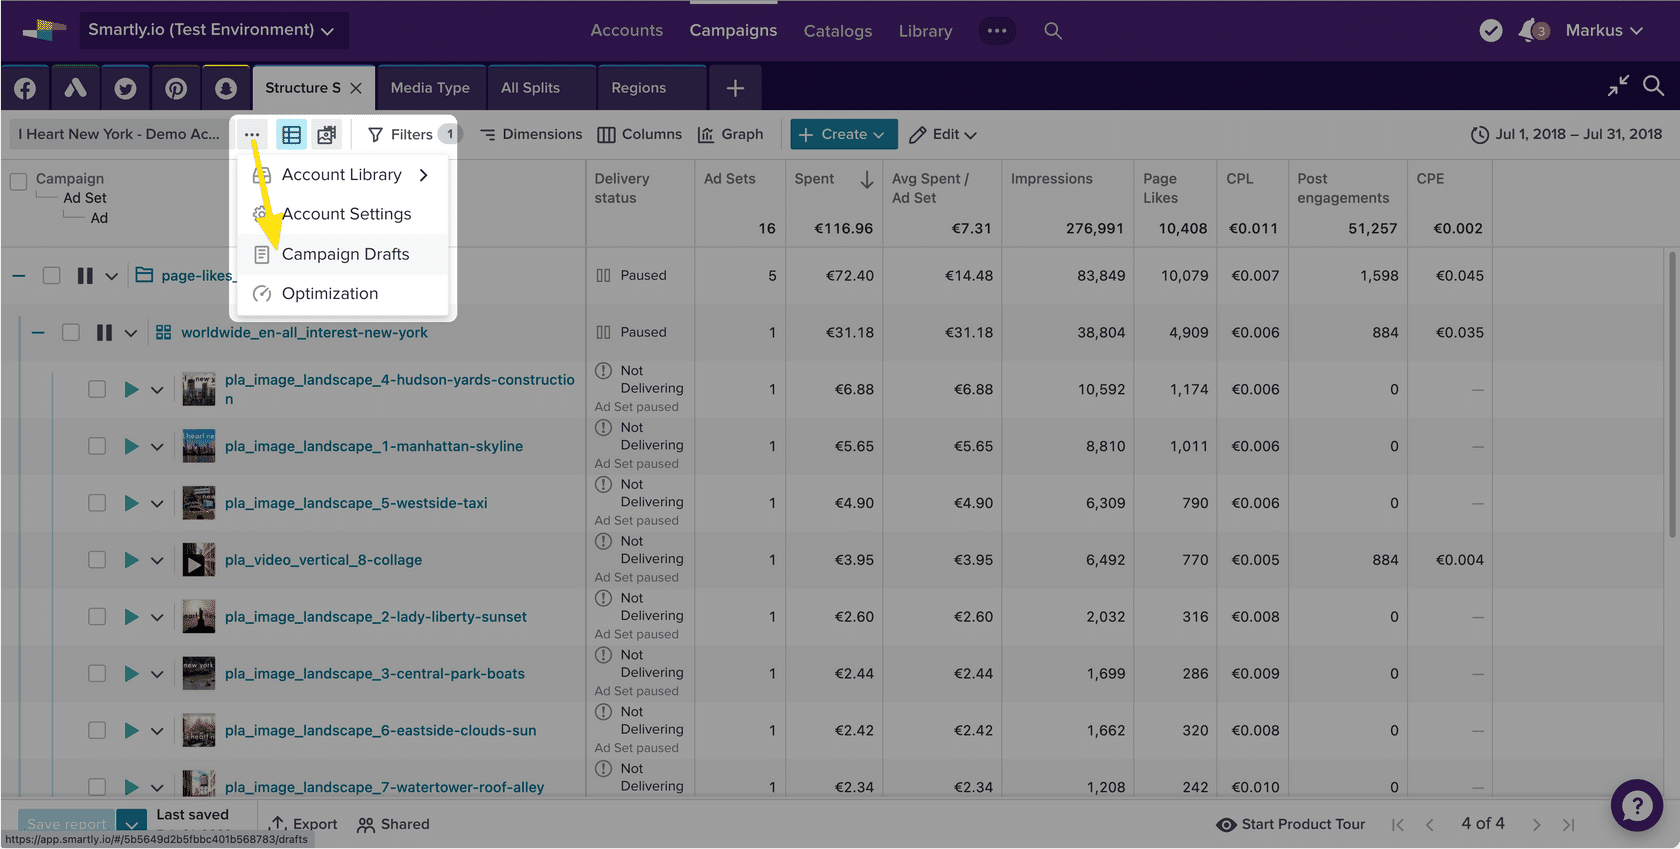 Smartly.io (Test Environment)
Accounts
Campaigns
Catalogs
Library
3
Markus
Structure S
Media Type
All Splits
Regions
I Heart New York - Demo Ac...
Filters 1
Dimensions
Columns
Graph
Create
Edit
Jul 1, 2018 – Jul 31, 2018
Account Library
Account Settings
Campaign Drafts
Optimization
Campaign
Ad Set
Ad
Delivery
status
Ad Sets
16
Spent
€116.96
Avg Spent /
Ad Set
€7.31
Impressions
276,991
Page
Likes
10,408
CPL
€0.011
Post
engagements
51,257
CPE
€0.002
page-likes_ Paused 5 €72.40 €14.48 83,849 10,079 €0.007 1,598 €0.045
worldwide_en-all_interest-new-york Paused 1 €31.18 €31.18 38,804 4,909 €0.006 884 €0.035
pla_image_landscape_4-hudson-yards-constructio
n
Not
Delivering
Ad Set paused
1 €6.88 €6.88 10,592 1,174 €0.006 0 —
pla_image_landscape_1-manhattan-skyline
Not
Delivering
Ad Set paused
1 €5.65 €5.65 8,810 1,011 €0.006 0 —
pla_image_landscape_5-westside-taxi
Not
Delivering
Ad Set paused
1 €4.90 €4.90 6,309 790 €0.006 0 —
pla_video_vertical_8-collage
Not
Delivering
Ad Set paused
1 €3.95 €3.95 6,492 770 €0.005 884 €0.004
pla_image_landscape_2-lady-liberty-sunset
Not
Delivering
Ad Set paused
1 €2.60 €2.60 2,032 316 €0.008 0 —
pla_image_landscape_3-central-park-boats
Not
Delivering
Ad Set paused
1 €2.44 €2.44 1,699 286 €0.009 0 —
pla_image_landscape_6-eastside-clouds-sun
Not
Delivering
Ad Set paused
1 €2.42 €2.42 1,662 320 €0.008 0 —
pla_image_landscape_7-watertower-roof-alley
Not
Delivering
1 €2.34 €2.34 1,208 242 €0.010 0 —
Save report
Last saved
Export
Shared
Start Product Tour
4 of 4
?
https://app.smartly.io/#/5b5649d2b5fbbc401b568783/drafts